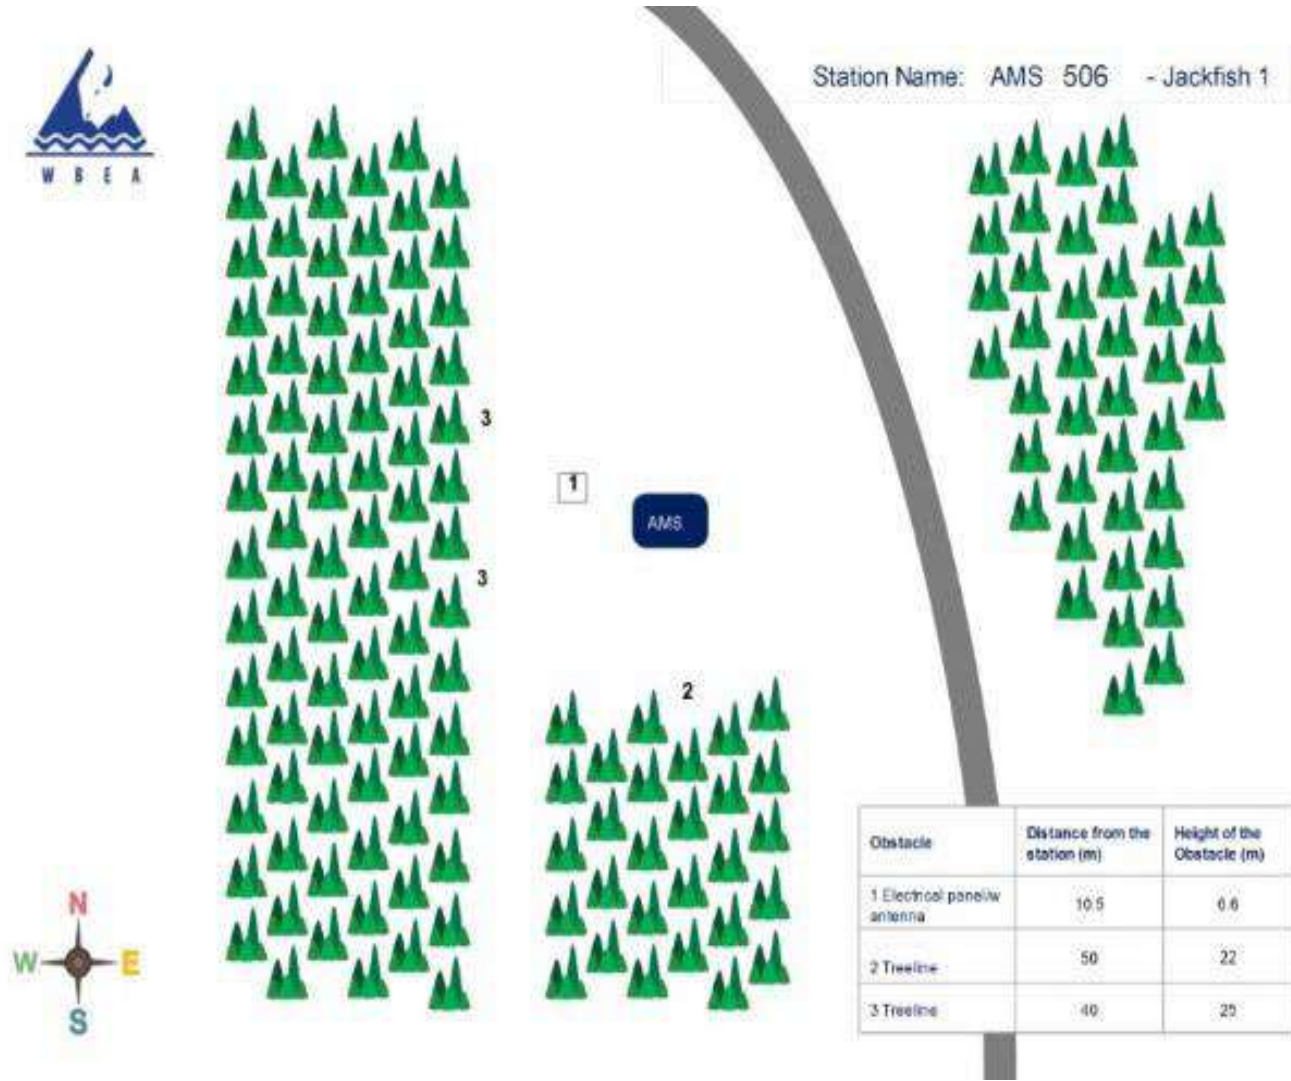 Station Name: AMS 506 - Jackfish 1
W B E A
3
1
AMS
3
2
N
W E
S
Obstacle Distance from the station (m) Height of the Obstacle (m)
1 Electrical panel/w antenna 10.5 6.6
2 Treeline 50 22
3 Treeline 40 25